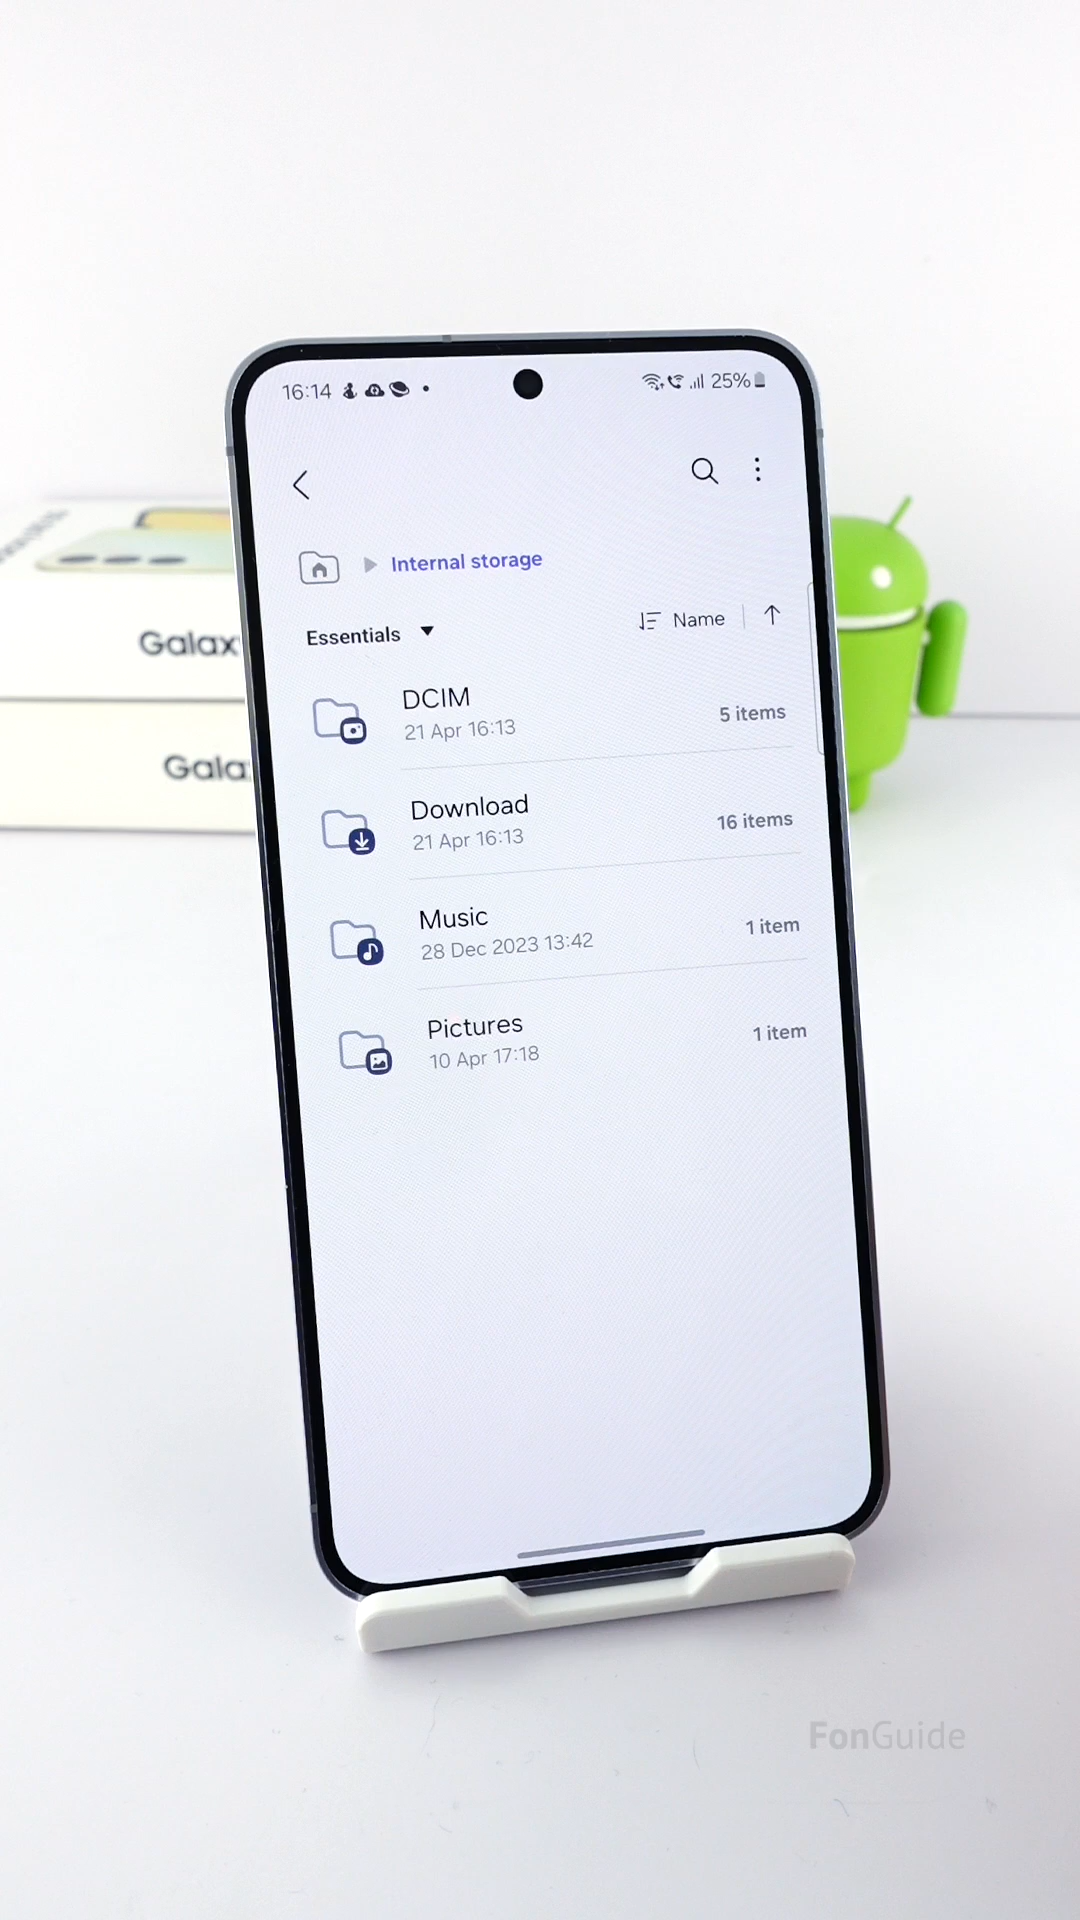 16:14
25%
Internal storage
Essentials
Name
DCIM
21 Apr 16:13
5 items
Download
21 Apr 16:13
16 items
Music
28 Dec 2023 13:42
1 item
Pictures
10 Apr 17:18
1 item
Galaxy
Gala
FonGuide